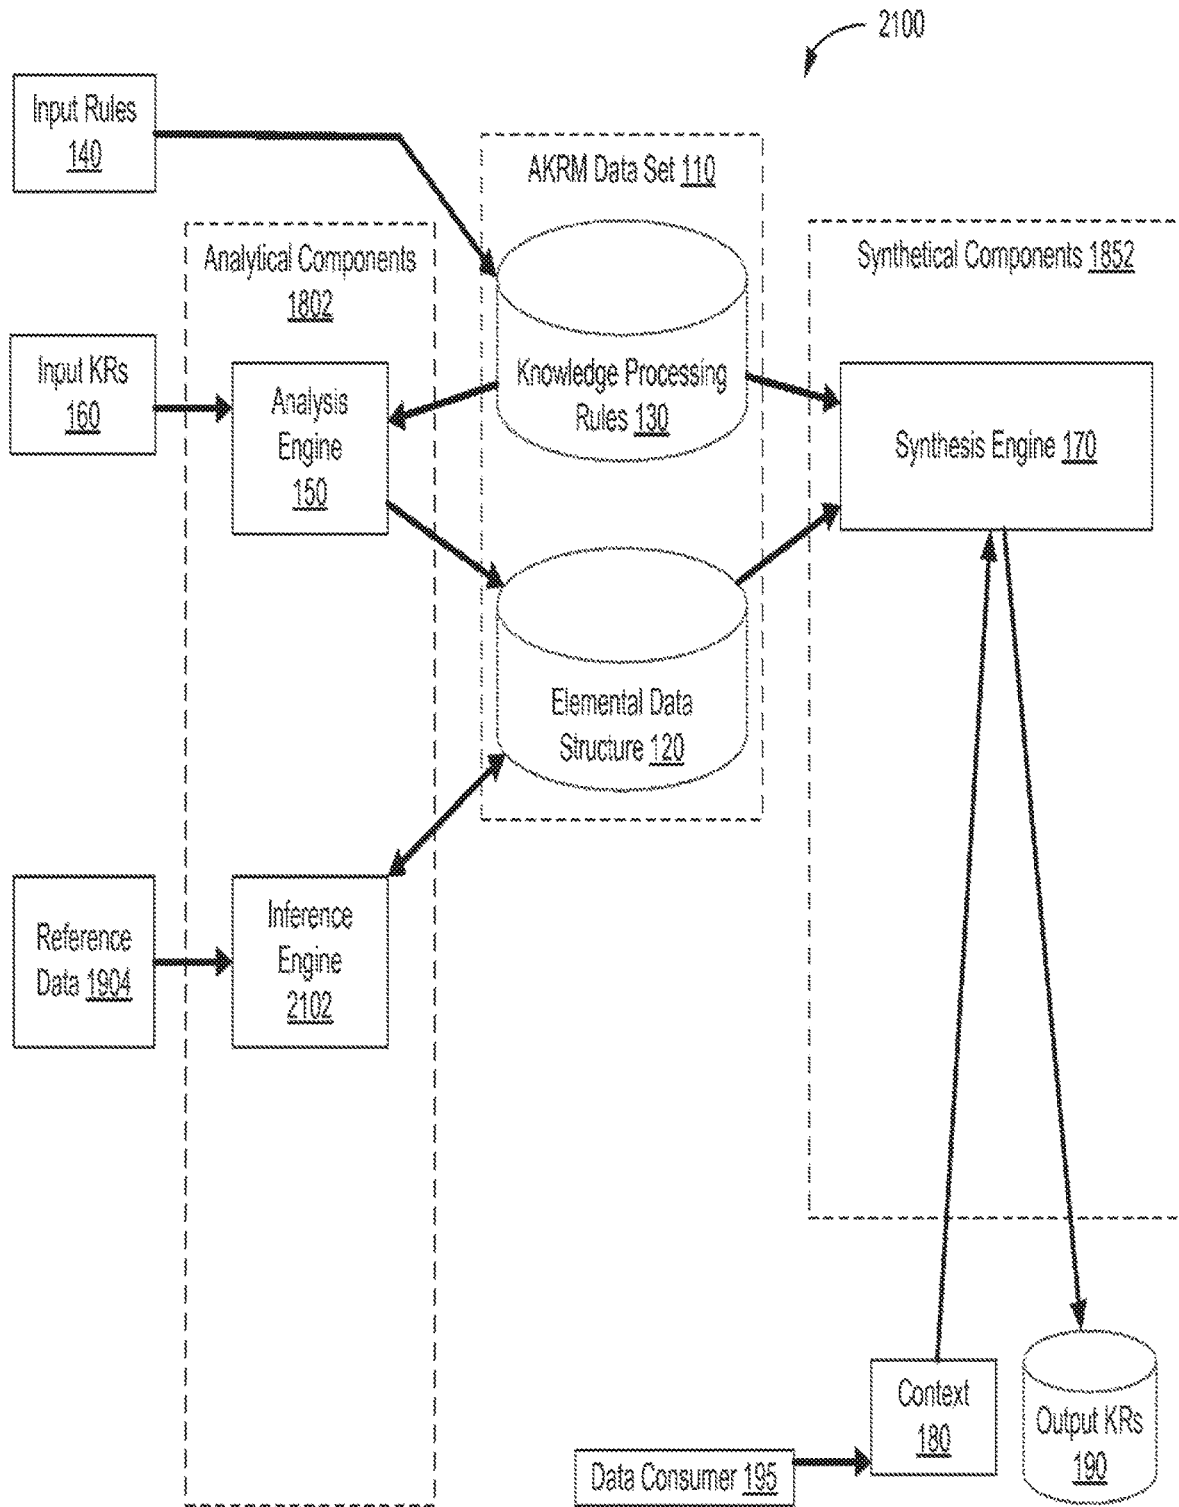 2100
Input Rules
140
AKRM Data Set 110
Analytical Components
1802
Synthetical Components 1852
Input KRs
160
Analysis
Engine
150
Knowledge Processing
Rules 130
Synthesis Engine 170
Elemental Data
Structure 120
Reference
Data 1904
Inference
Engine
2102
Context
180
Output KRs
190
Data Consumer 195